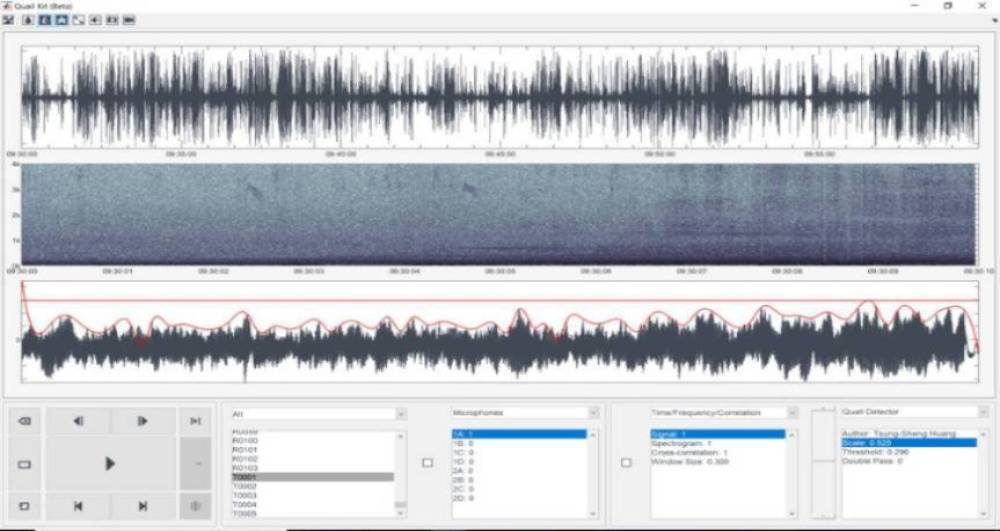 Quail Kit (Beta)
09:30:00 09:35:00 09:40:00 09:45:00 09:50:00 09:55:00
4k
3k
2k
1k
09:30:00 09:30:01 09:30:02 09:30:03 09:30:04 09:30:05 09:30:06 09:30:07 09:30:08 09:30:09 09:30:10
All Microphones Time/Frequency/Correlation Quail Detector
R0100
R0101
R0102
R0103
T0001
T0002
T0003
T0004
T0005
1A: 1
1B: 0
1C: 0
1D: 0
2A: 0
2B: 0
2C: 0
2D: 0
Signal: 1
Spectrogram: 1
Cross-correlation: 1
Window Size: 0.300
Author: Tsung-Sheng Huang
Scale: 0.525
Threshold: 0.296
Double Pass: 0